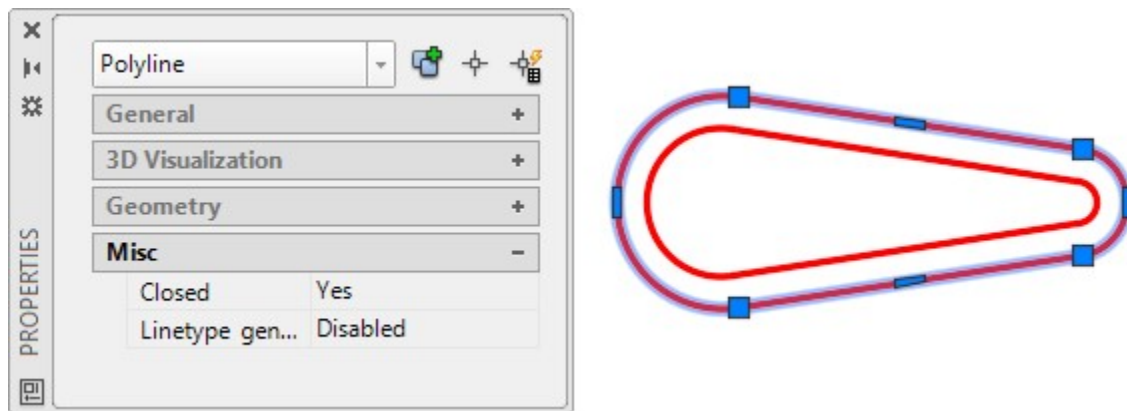 Polyline
General
3D Visualization
Geometry
Misc
Closed Yes
Linetype gen... Disabled
PROPERTIES